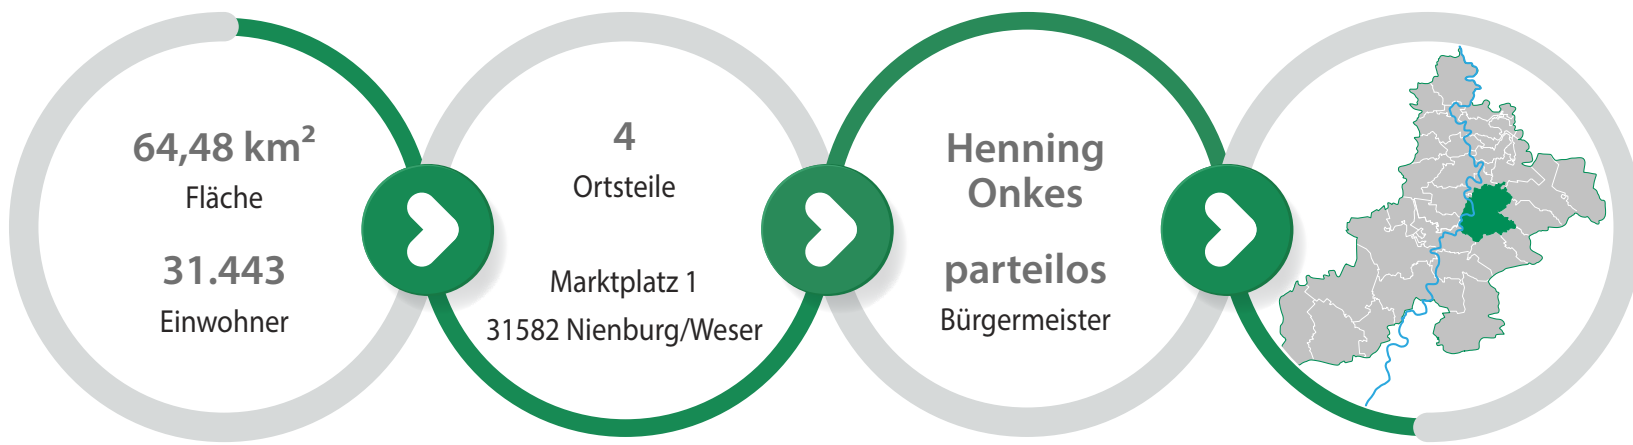 64,48 km²
Fläche
31.443
Einwohner
4
Ortsteile
Marktplatz 1
31582 Nienburg/Weser
Henning
Onkes
parteilos
Bürgermeister